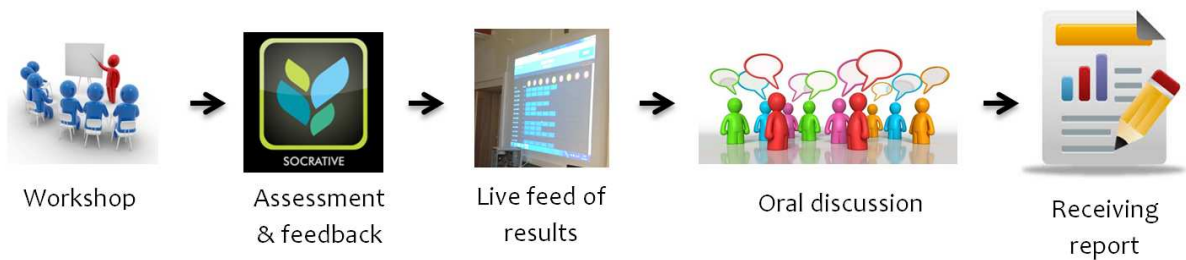 SOCRATIVE
Workshop
Assessment
& feedback
Live feed of
results
Oral discussion
Receiving
report